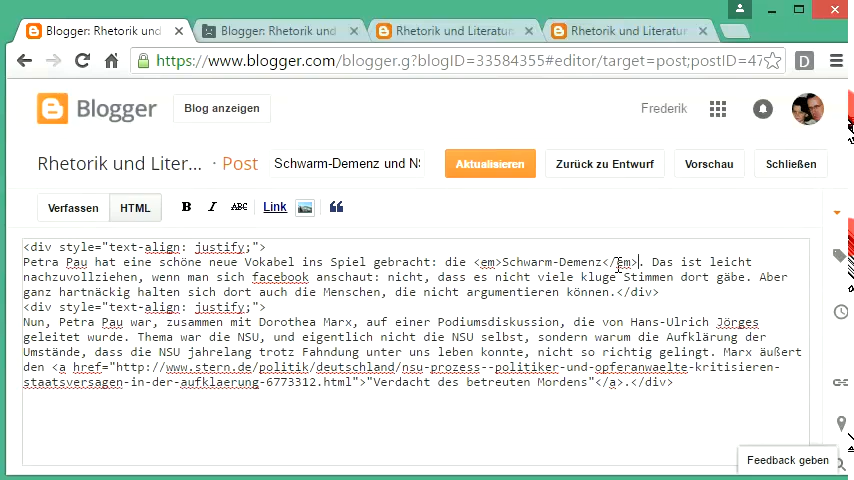 Blogger: Rhetorik und
Blogger: Rhetorik und
Rhetorik und Literatur
Rhetorik und Literatur
https://www.blogger.com/blogger.g?blogID=33584355#editor/target=post;postID=47
D
Blogger
Blog anzeigen
Frederik
Rhetorik und Liter... · Post
Schwarm-Demenz und NS
Aktualisieren
Zurück zu Entwurf
Vorschau
Schließen
Verfassen
HTML
B I ABC Link
<div style="text-align: justify;">
Petra Pau hat eine schöne neue Vokabel ins Spiel gebracht: die <em>Schwarm-Demenz</em>. Das ist leicht
nachzuvollziehen, wenn man sich facebook anschaut: nicht, dass es nicht viele kluge Stimmen dort gäbe. Aber
ganz hartnäckig halten sich dort auch die Menschen, die nicht argumentieren können.</div>
<div style="text-align: justify;">
Nun, Petra Pau war, zusammen mit Dorothea Marx, auf einer Podiumsdiskussion, die von Hans-Ulrich Jörges
geleitet wurde. Thema war die NSU, und eigentlich nicht die NSU selbst, sondern warum die Aufklärung der
Umstände, dass die NSU jahrelang trotz Fahndung unter uns leben konnte, nicht so richtig gelingt. Marx äußert
den <a href="http://www.stern.de/politik/deutschland/nsu-prozess--politiker-und-opferanwaelte-kritisieren-
staatsversagen-in-der-aufklaerung-6773312.html">"Verdacht des betreuten Mordens"</a>.</div>
Feedback geben